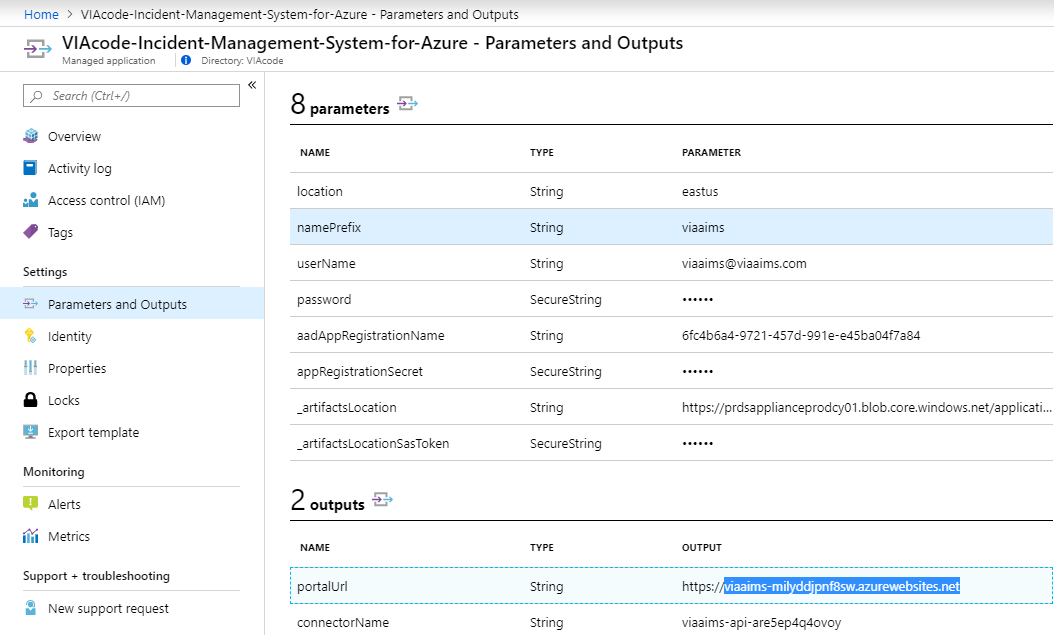 Home > VIAcode-Incident-Management-System-for-Azure - Parameters and Outputs
VIAcode-Incident-Management-System-for-Azure - Parameters and Outputs
Managed application
Directory: VIAcode
Search (Ctrl+/)
«
Overview
Activity log
Access control (IAM)
Tags
Settings
Parameters and Outputs
Identity
Properties
Locks
Export template
Monitoring
Alerts
Metrics
Support + troubleshooting
New support request
8 parameters
NAME TYPE PARAMETER
location String eastus
namePrefix String viaaims
userName String viaaims@viaaims.com
password SecureString ••••••
aadAppRegistrationName String 6fc4b6a4-9721-457d-991e-e45ba04f7a84
appRegistrationSecret SecureString ••••••
_artifactsLocation String https://prdsapplianceprodcy01.blob.core.windows.net/applicati...
_artifactsLocationSasToken SecureString ••••••
2 outputs
NAME TYPE OUTPUT
portalUrl String https://viaaims-milyddjpnf8sw.azurewebsites.net
connectorName String viaaims-api-are5ep4q4ovoy